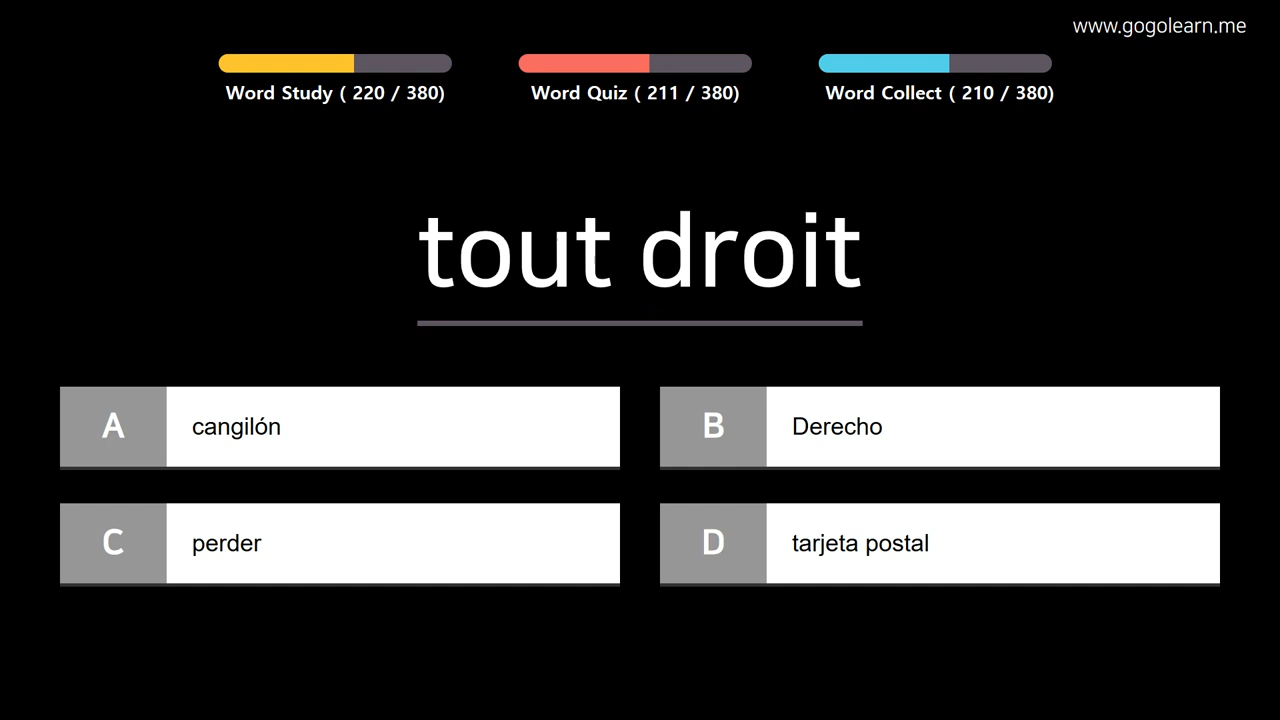 www.gogolearn.me
Word Study ( 220 / 380)
Word Quiz ( 211 / 380)
Word Collect ( 210 / 380)
tout droit
A
cangilón
B
Derecho
C
perder
D
tarjeta postal